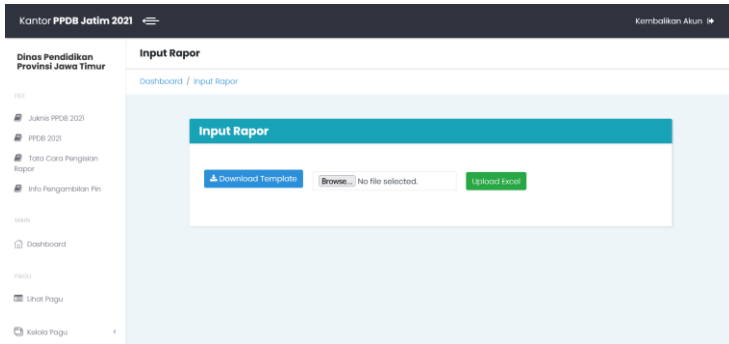 Kantor PPDB Jatim 2021
Kembalikan Akun
Dinas Pendidikan
Provinsi Jawa Timur
Juknis PPDB 2021
PPDB 2021
Tata Cara Pengisian
Rapor
Info Pengambilan Pin
MAIN
Dashboard
PAGU
Lihat Pagu
Kelola Pagu
Input Rapor
Dashboard / Input Rapor
Input Rapor
Download Template
Browse... No file selected.
Upload Excel